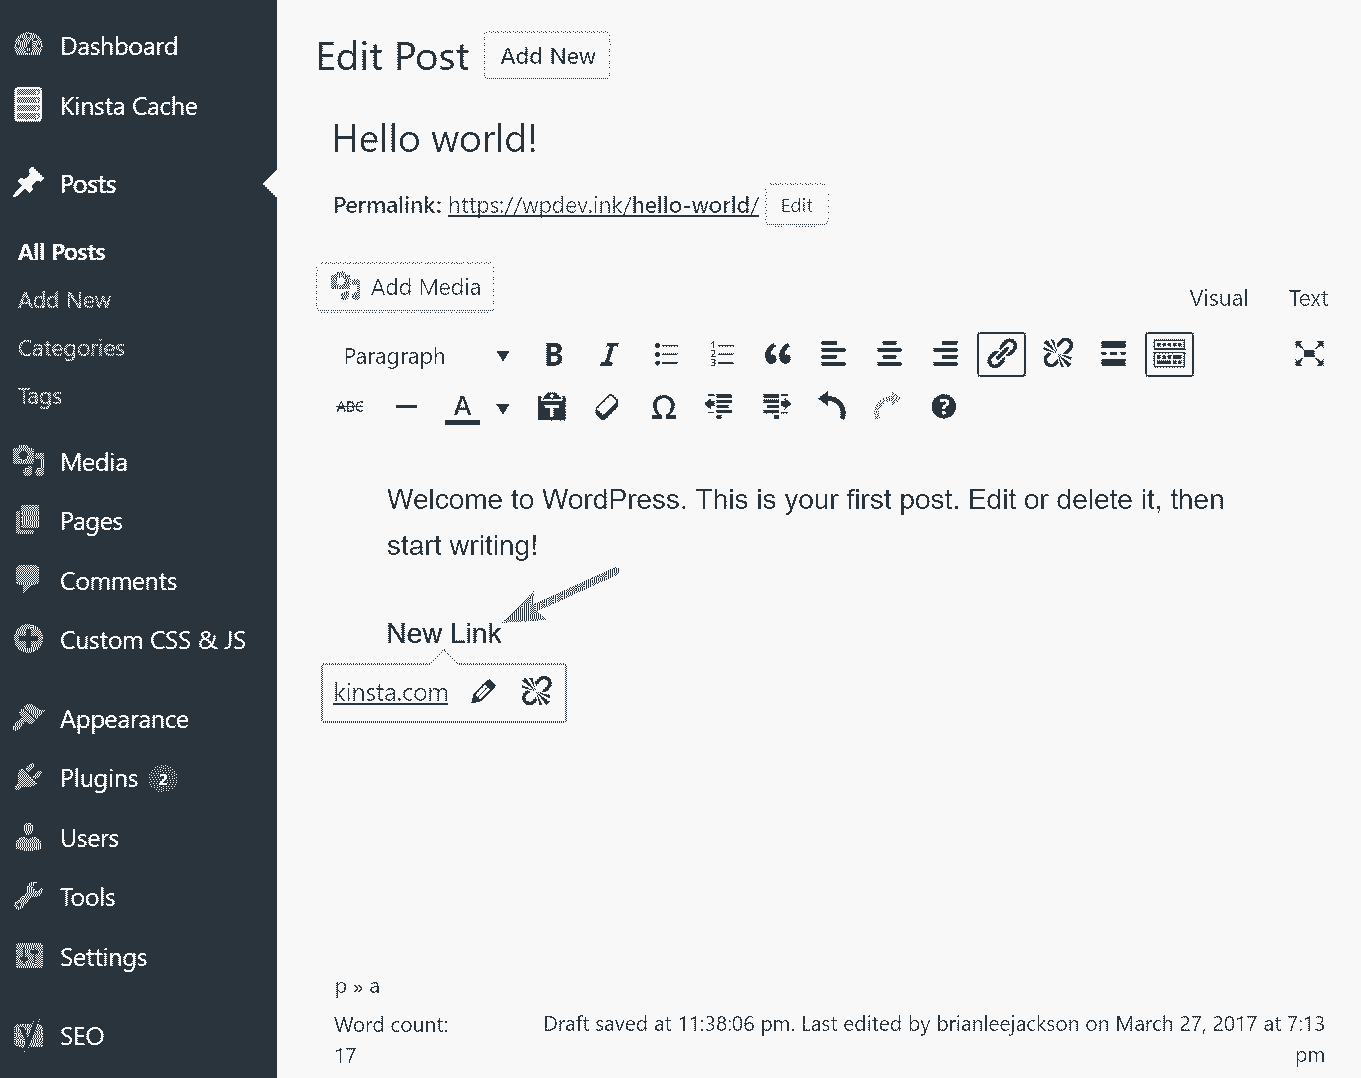 Dashboard
Kinsta Cache
Posts
All Posts
Add New
Categories
Tags
Media
Pages
Comments
Custom CSS & JS
Appearance
Plugins 2
Users
Tools
Settings
SEO
Edit Post Add New
Hello world!
Permalink: https://wpdev.ink/hello-world/ Edit
Add Media
Visual Text
Paragraph
ABC
A
Welcome to WordPress. This is your first post. Edit or delete it, then
start writing!
New Link
kinsta.com
p » a
Word count:
17
Draft saved at 11:38:06 pm. Last edited by brianleejackson on March 27, 2017 at 7:13
pm